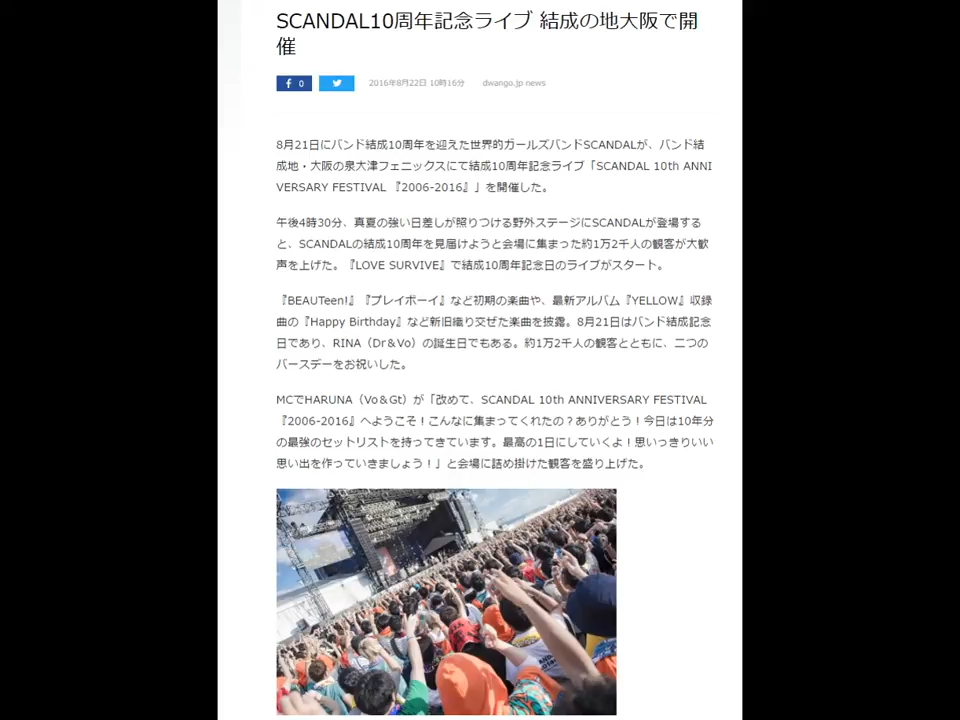 SCANDAL10周年記念ライブ 結成の地大阪で開
催
f 0
2016年8月22日 10時16分 dwango.jp news
8月21日にバンド結成10周年を迎えた世界的ガールズバンドSCANDALが、バンド結
成地・大阪の泉大津フェニックスにて結成10周年記念ライブ「SCANDAL 10th ANNI
VERSARY FESTIVAL 『2006-2016』」を開催した。
午後4時30分、真夏の強い日差しが照りつける野外ステージにSCANDALが登場する
と、SCANDALの結成10周年を見届けようと会場に集まった約1万2千人の観客が大歓
声を上げた。『LOVE SURVIVE』で結成10周年記念日のライブがスタート。
『BEAUTeen!』『プレイボーイ』など初期の楽曲や、最新アルバム『YELLOW』収録
曲の『Happy Birthday』など新旧織り交ぜた楽曲を披露。8月21日はバンド結成記念
日であり、RINA（Dr＆Vo）の誕生日でもある。約1万2千人の観客とともに、二つの
バースデーをお祝いした。
MCでHARUNA（Vo＆Gt）が「改めて、SCANDAL 10th ANNIVERSARY FESTIVAL
『2006-2016』へようこそ！こんなに集まってくれたの？ありがとう！今日は10年分
の最強のセットリストを持ってきています。最高の1日にしていくよ！思いっきりいい
思い出を作っていきましょう！」と会場に詰め掛けた観客を盛り上げた。